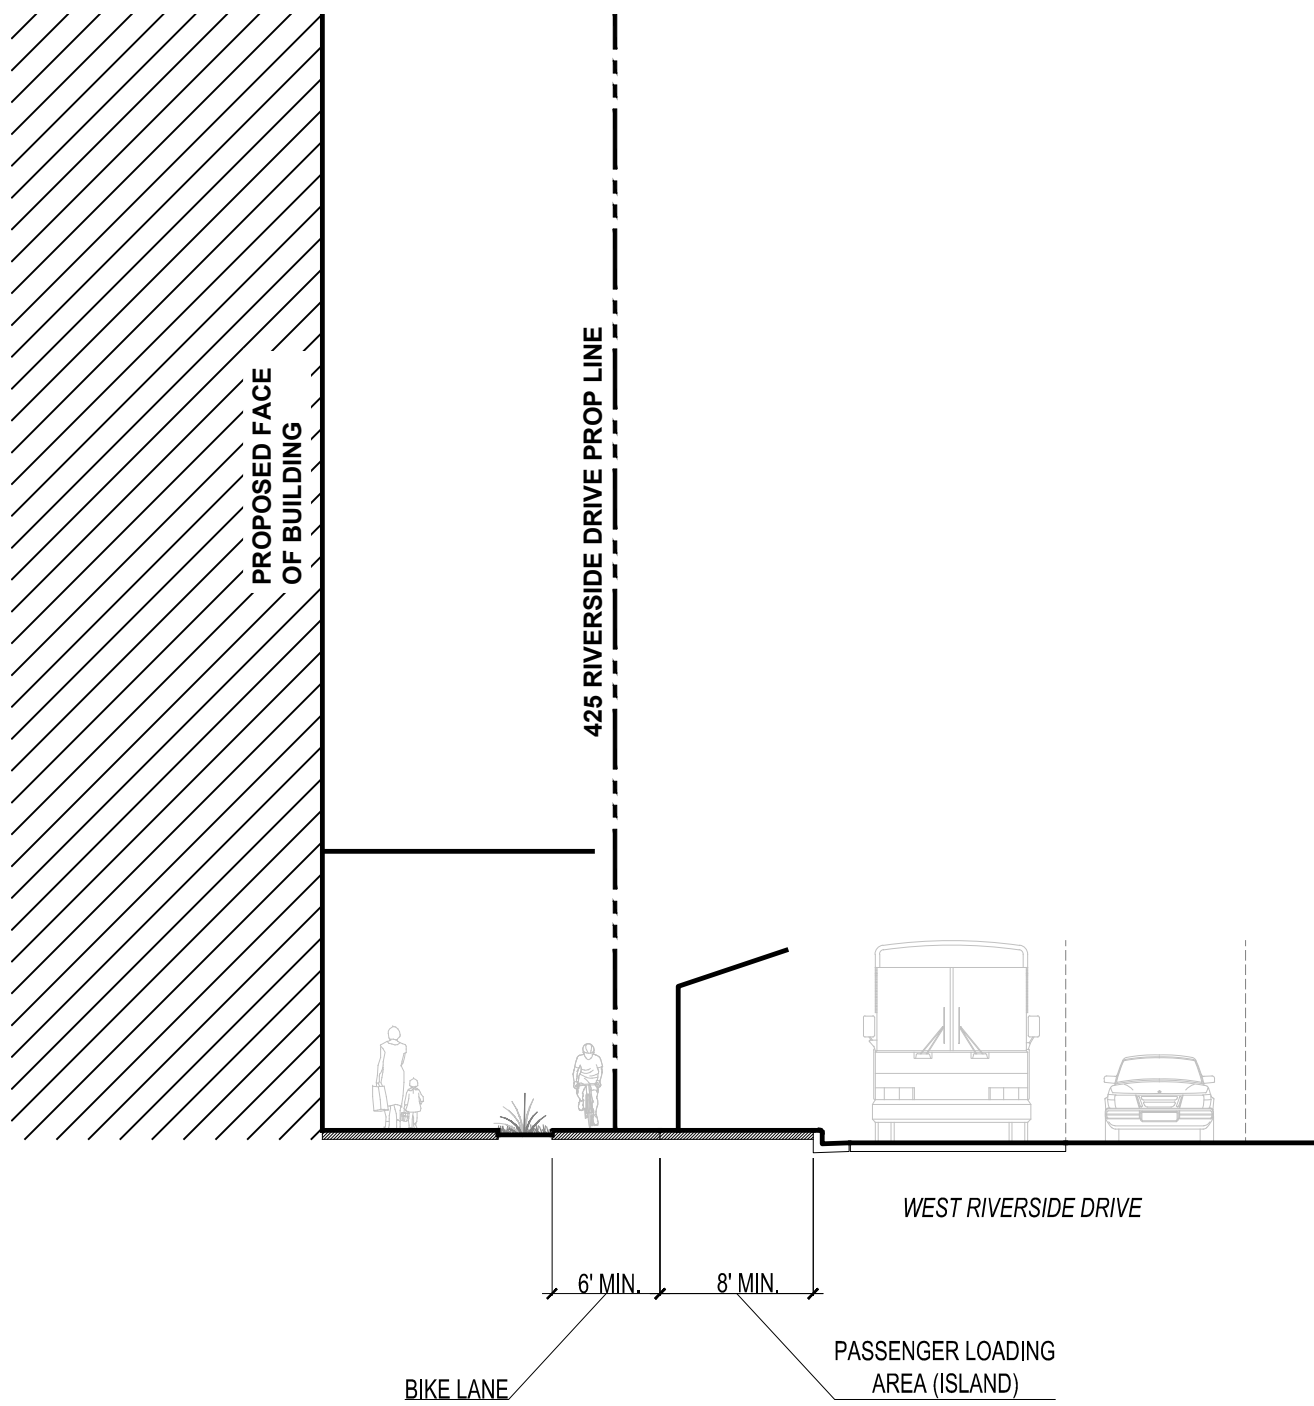 PROPOSED FACE
OF BUILDING
425 RIVERSIDE DRIVE PROP LINE
WEST RIVERSIDE DRIVE
6' MIN.
8' MIN.
PASSENGER LOADING
AREA (ISLAND)
BIKE LANE